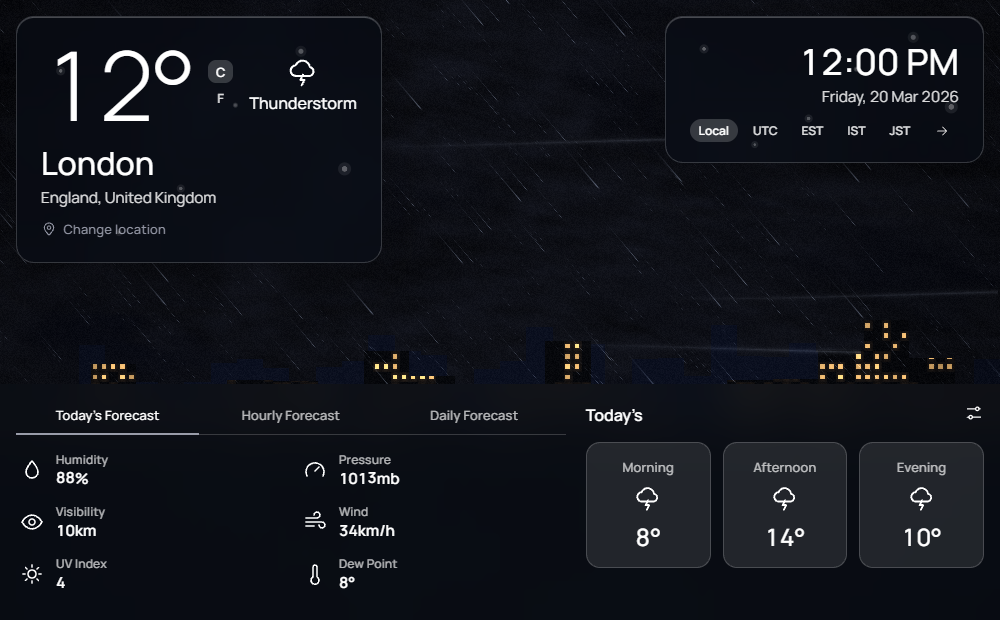 12°
C
F
Thunderstorm
London
England, United Kingdom
Change location
12:00 PM
Friday, 20 Mar 2026
Local UTC EST IST JST →
Today's Forecast Hourly Forecast Daily Forecast
Humidity
88%
Pressure
1013mb
Visibility
10km
Wind
34km/h
UV Index
4
Dew Point
8°
Today's
Morning
8°
Afternoon
14°
Evening
10°